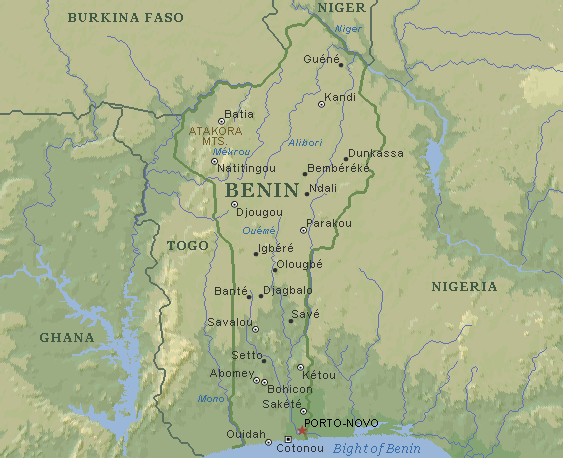 BURKINA FASO
NIGER
Niger
Guéné
Kandi
Batia
ATAKORA
MTS.
Mékrou
Alibori
Dunkassa
Natitingou
Bembéréké
BENIN
Ndali
Djougou
Parakou
Ouémé
TOGO
Igbéré
Olougbé
Banté
Djagbalo
NIGERIA
Savé
Savalou
GHANA
Setto
Kétou
Abomey
Bohicon
Mono
Sakété
PORTO-NOVO
Ouidah
Cotonou
Bight of Benin